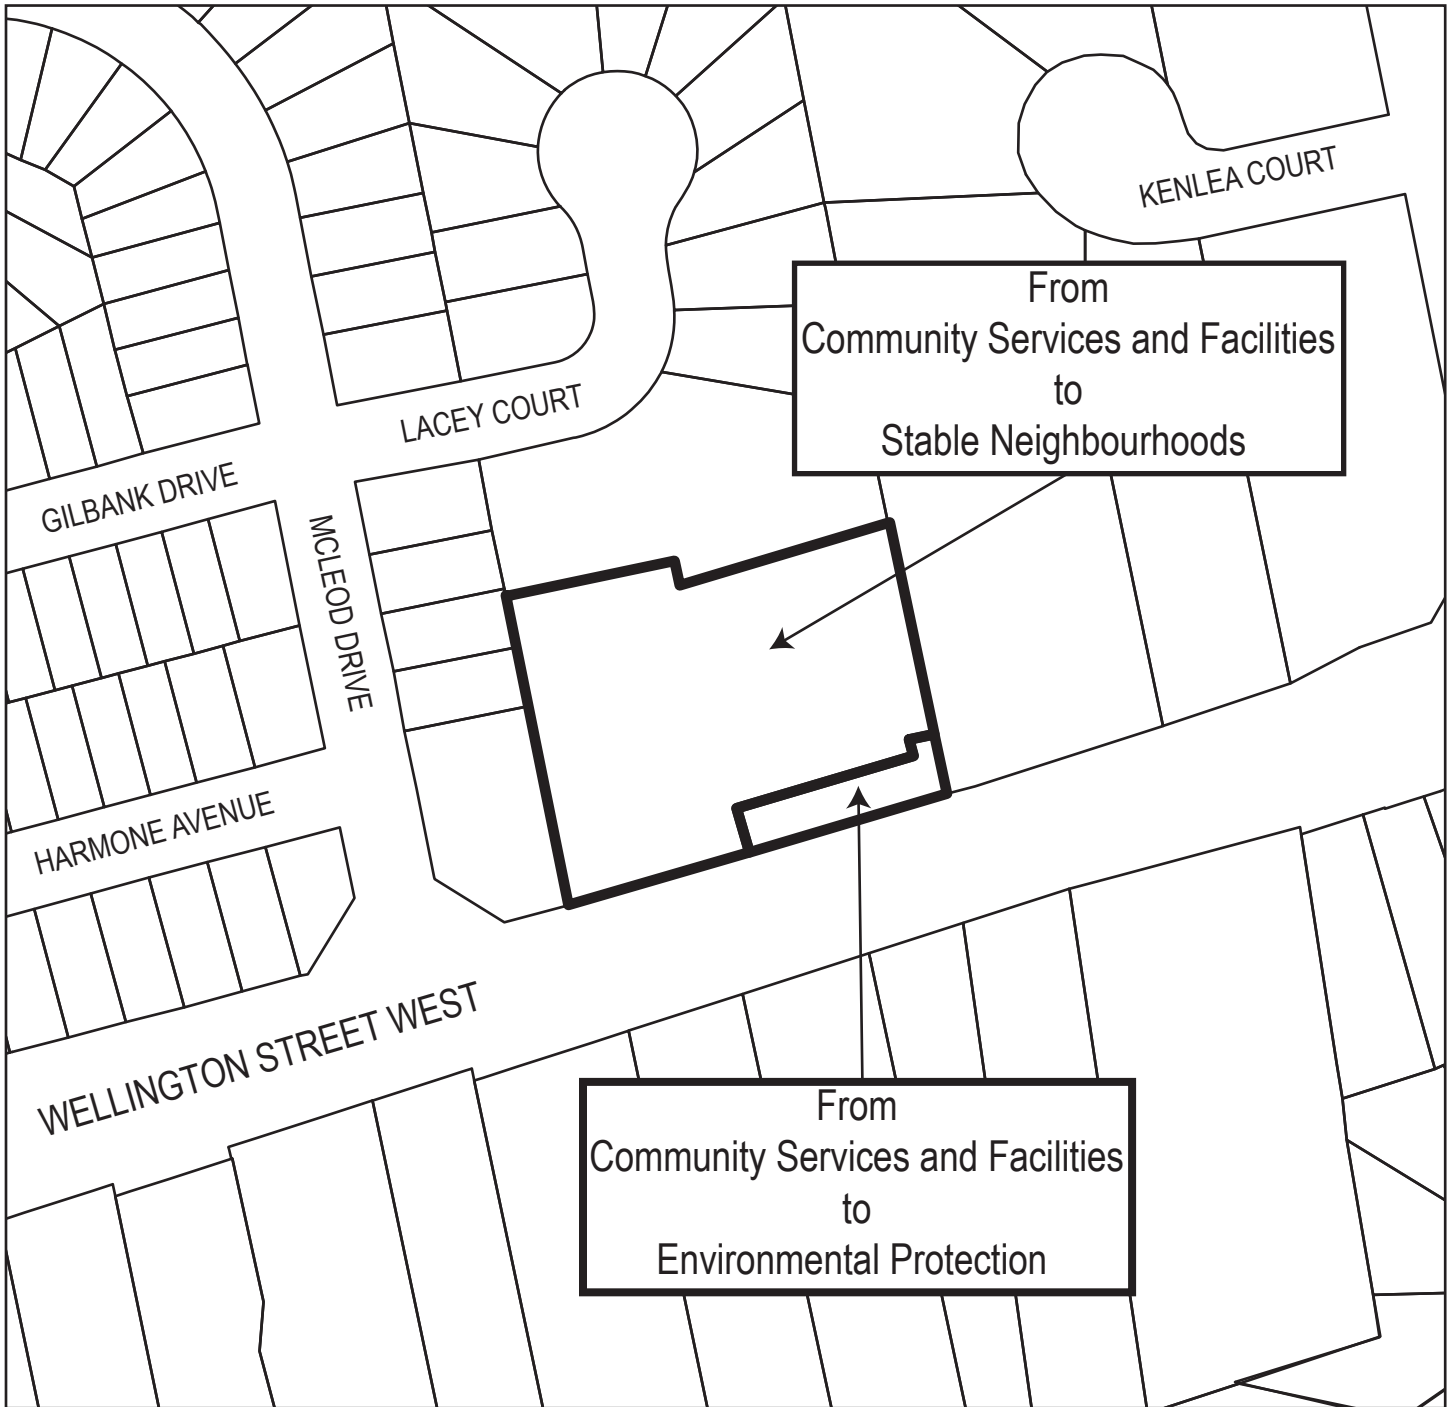 KENLEA COURT
From
Community Services and Facilities
to
Stable Neighbourhoods
LACEY COURT
GILBANK DRIVE
MCLEOD DRIVE
HARMONE AVENUE
WELLINGTON STREET WEST
From
Community Services and Facilities
to
Environmental Protection